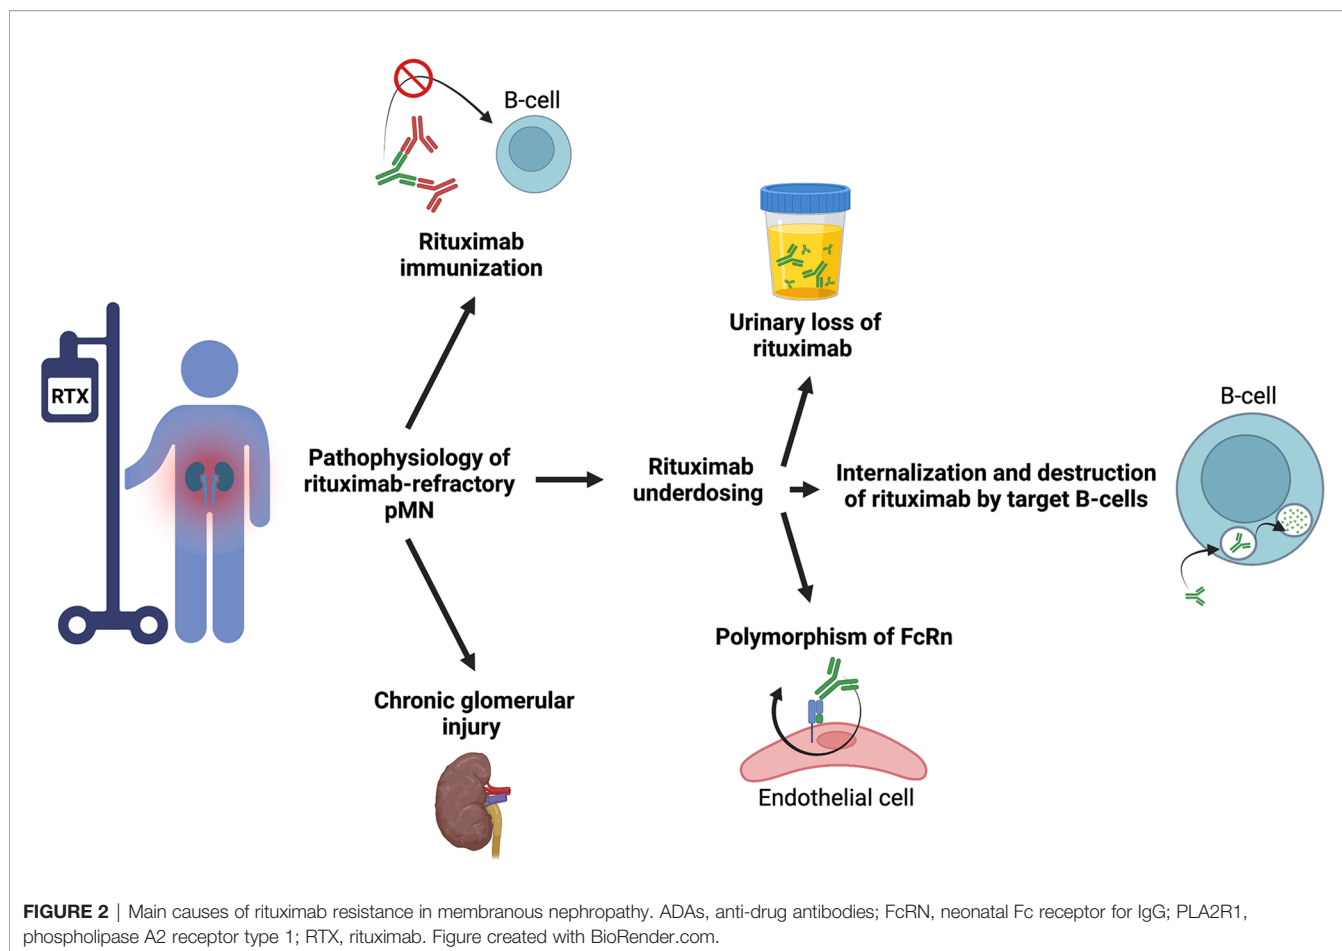 B-cell
Rituximab
immunization
RTX
Pathophysiology of
rituximab-refractory
pMN
Chronic glomerular
injury
Rituximab
underdosing
Urinary loss of
rituximab
Internalization and destruction
of rituximab by target B-cells
B-cell
Polymorphism of FcRn
Endothelial cell
FIGURE 2 | Main causes of rituximab resistance in membranous nephropathy. ADAs, anti-drug antibodies; FcRN, neonatal Fc receptor for IgG; PLA2R1,
phospholipase A2 receptor type 1; RTX, rituximab. Figure created with BioRender.com.